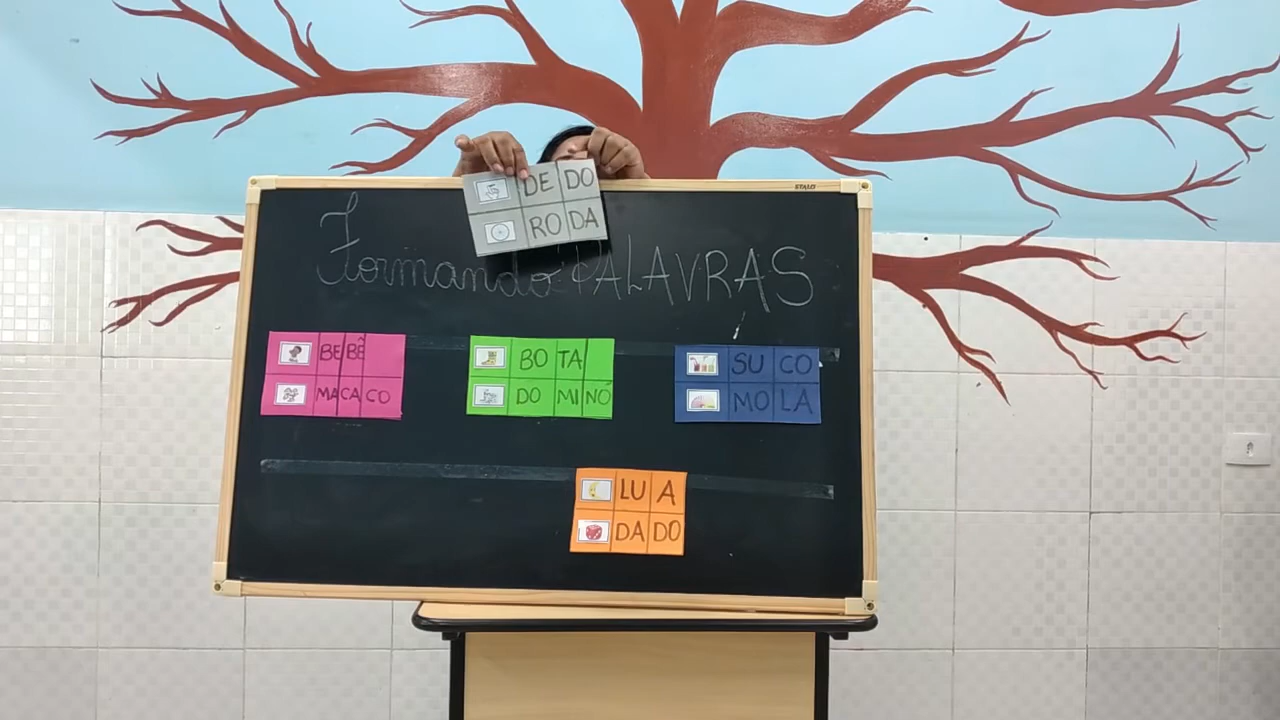 STALO
DE DO
RO DA
Formando PALAVRAS
BE BÊ
MA CA CO
BO TA
DO MI NÓ
SU CO
MO LA
LU A
DA DO